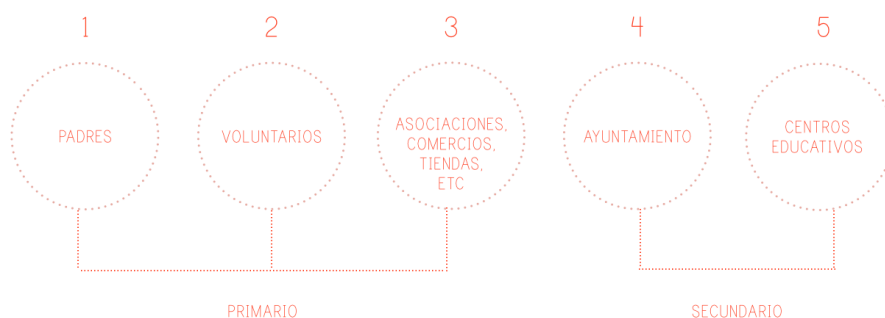 1
2
3
4
5
PADRES
VOLUNTARIOS
ASOCIACIONES,
COMERCIOS,
TIENDAS,
ETC
AYUNTAMIENTO
CENTROS
EDUCATIVOS
PRIMARIO
SECUNDARIO